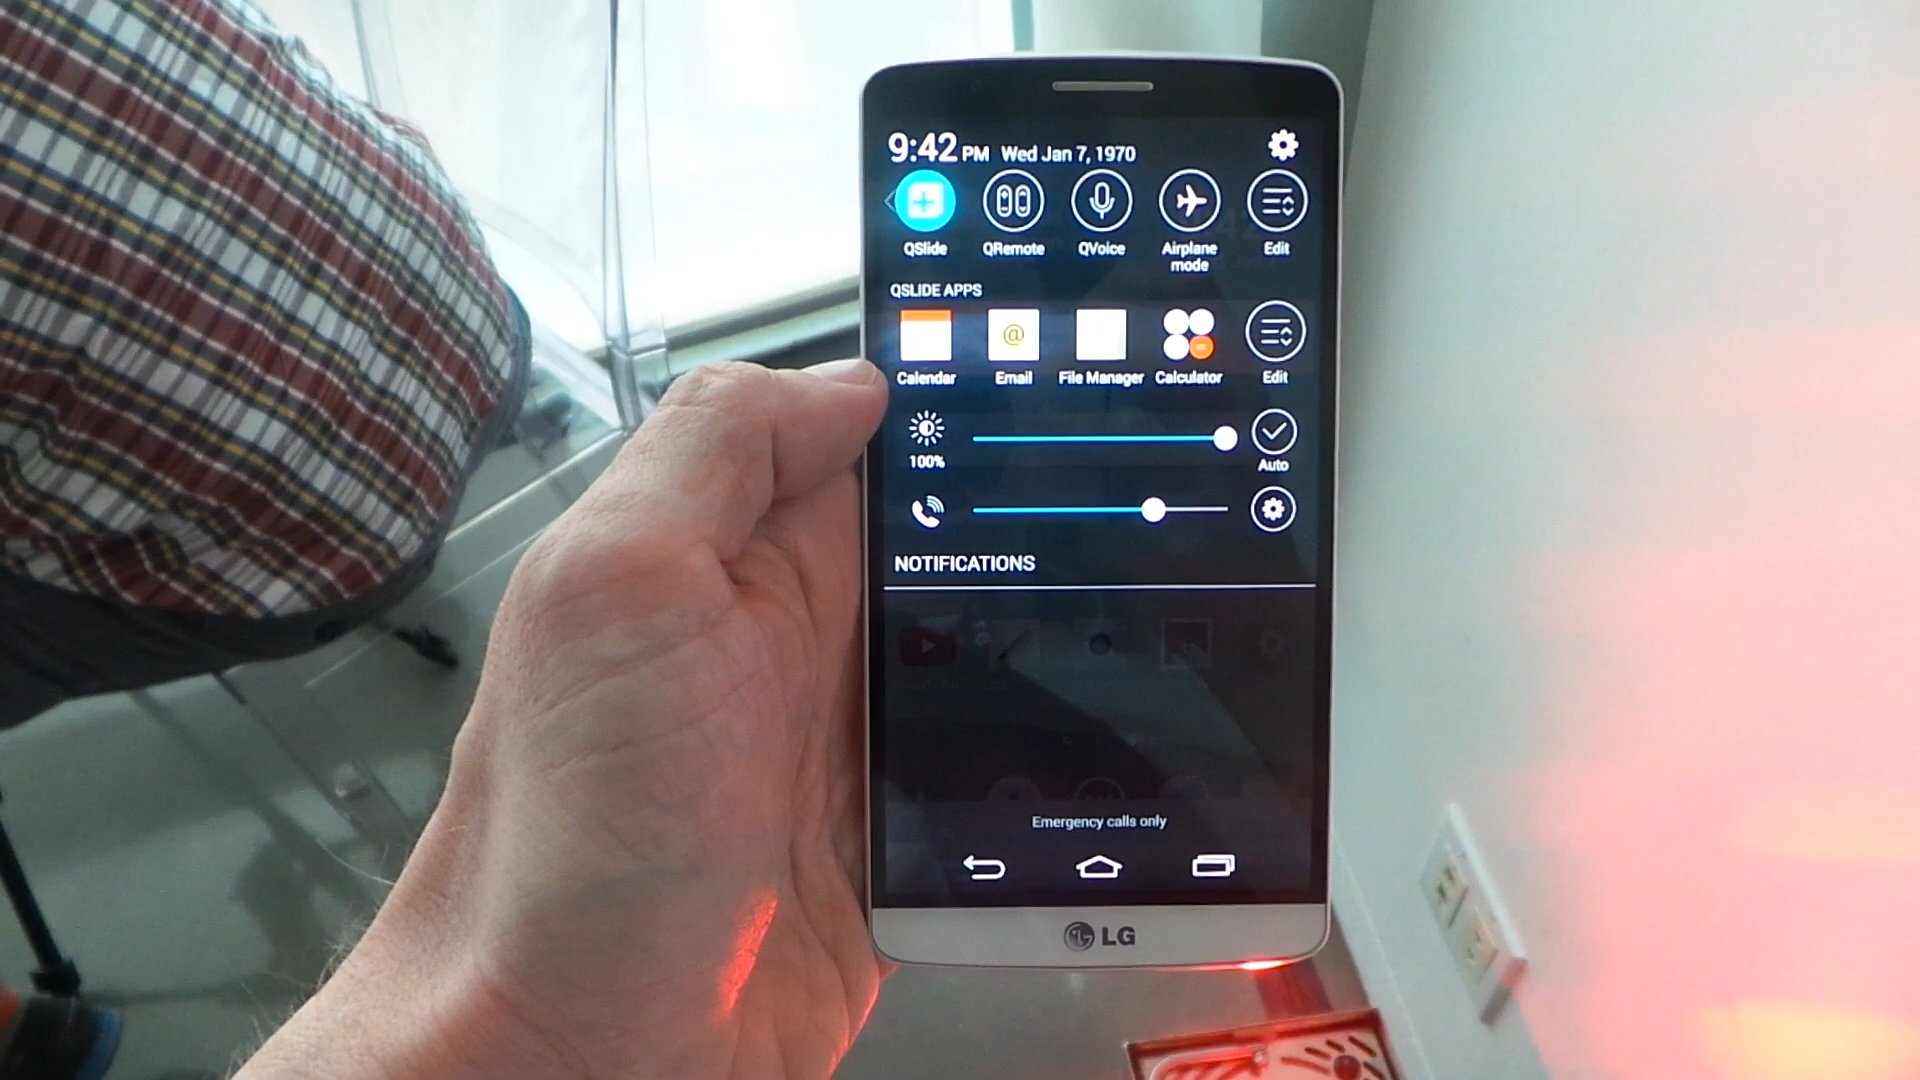 9:42 PM Wed Jan 7, 1970
QSlide QRemote QVoice Airplane mode Edit
QSLIDE APPS
Calendar Email File Manager Calculator Edit
100% Auto
NOTIFICATIONS
Emergency calls only
LG